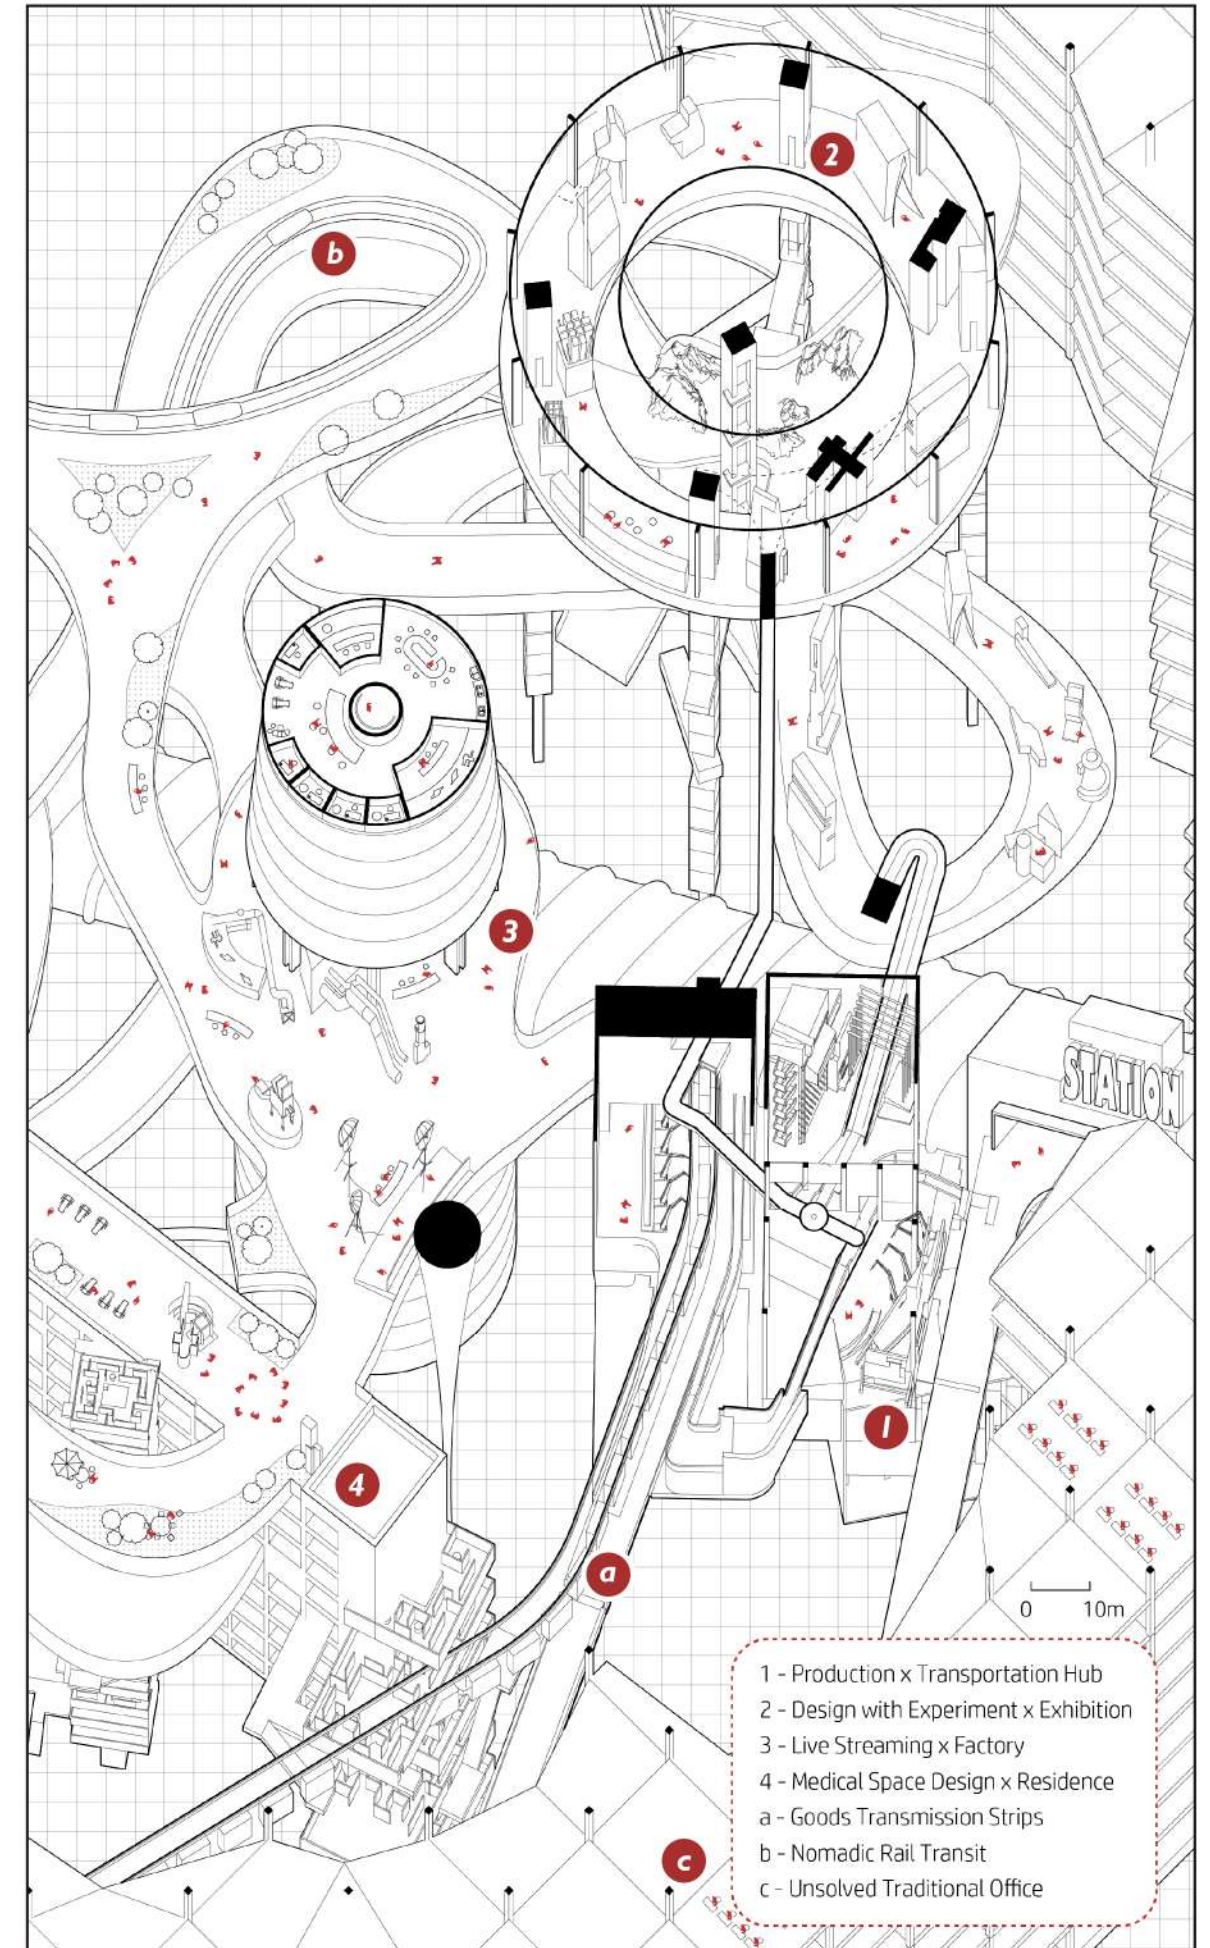 2
b
3
STATION
1
4
a
0 10m
1 - Production x Transportation Hub
2 - Design with Experiment x Exhibition
3 - Live Streaming x Factory
4 - Medical Space Design x Residence
a - Goods Transmission Strips
b - Nomadic Rail Transit
c - Unsolved Traditional Office
c